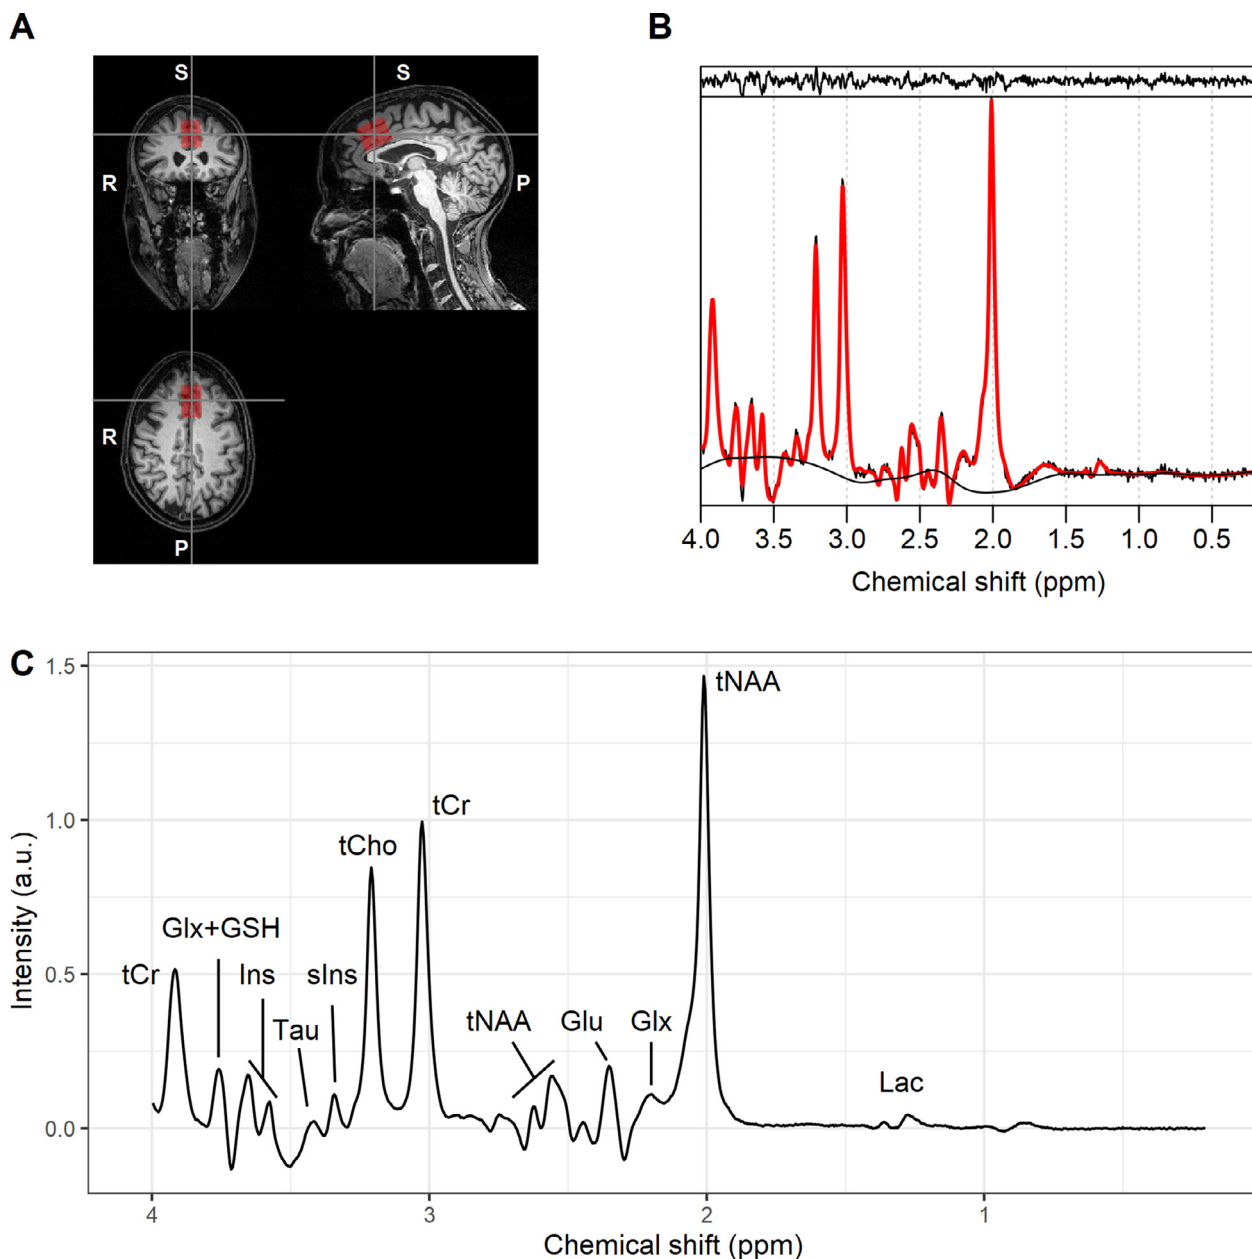 A
S
S
R
P
R
P
B
4.0 3.5 3.0 2.5 2.0 1.5 1.0 0.5
Chemical shift (ppm)
C
1.5
1.0
0.5
0.0
Intensity (a.u.)
tNAA
tCr
tCho
Glx+GSH
tCr
Ins
sIns
Tau
tNAA
Glu
Glx
Lac
4 3 2 1
Chemical shift (ppm)